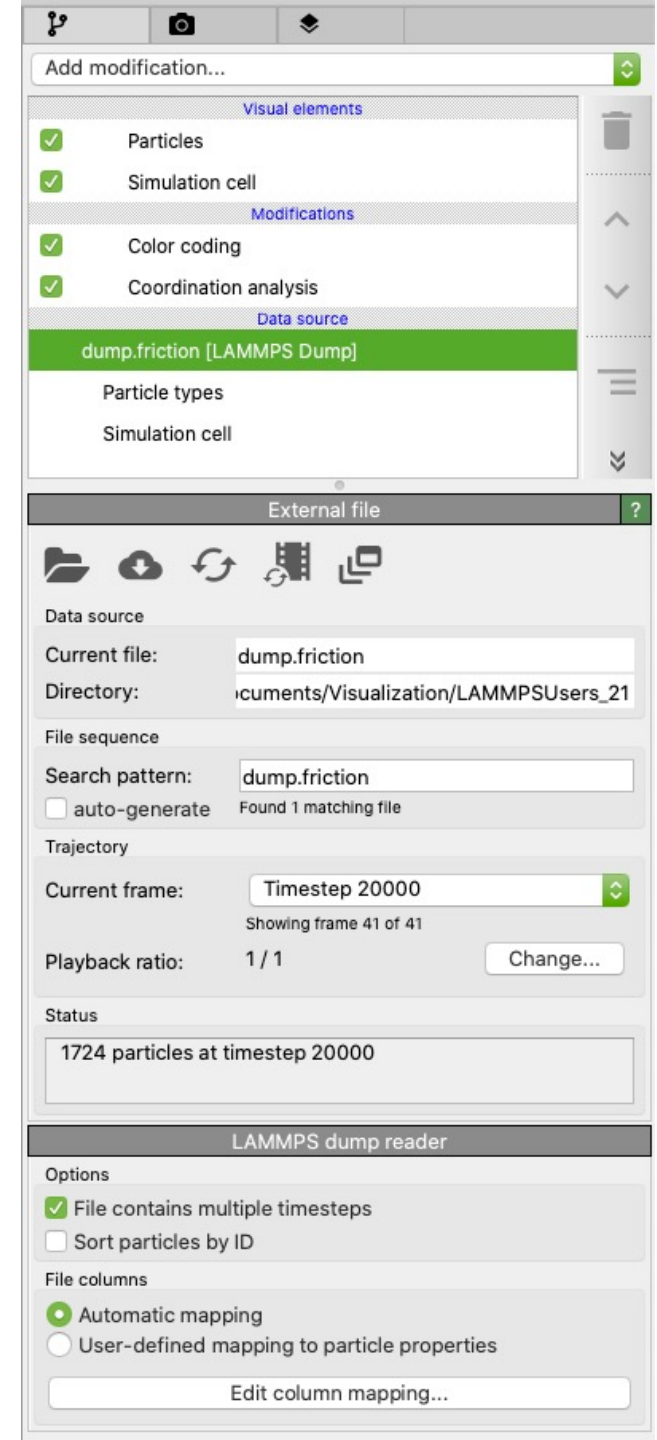 Add modification...
Visual elements
Particles
Simulation cell
Modifications
Color coding
Coordination analysis
Data source
dump.friction [LAMMPS Dump]
Particle types
Simulation cell
External file ?
Data source
Current file: dump.friction
Directory: ocuments/Visualization/LAMMPSUsers_21
File sequence
Search pattern: dump.friction
auto-generate Found 1 matching file
Trajectory
Current frame: Timestep 20000
Showing frame 41 of 41
Playback ratio: 1 / 1 Change...
Status
1724 particles at timestep 20000
LAMMPS dump reader
Options
File contains multiple timesteps
Sort particles by ID
File columns
Automatic mapping
User-defined mapping to particle properties
Edit column mapping...